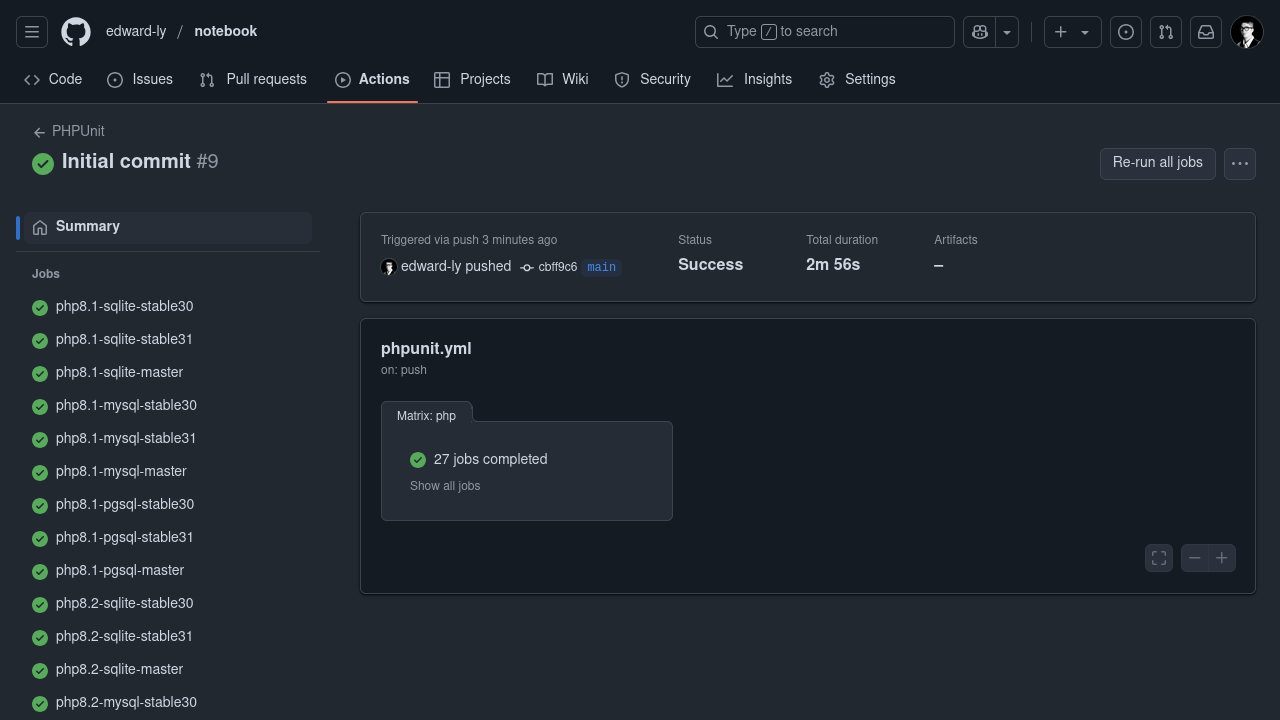 edward-ly / notebook
Type / to search
Code
Issues
Pull requests
Actions
Projects
Wiki
Security
Insights
Settings
PHPUnit
Initial commit #9
Re-run all jobs
Summary
Jobs
php8.1-sqlite-stable30
php8.1-sqlite-stable31
php8.1-sqlite-master
php8.1-mysql-stable30
php8.1-mysql-stable31
php8.1-mysql-master
php8.1-pgsql-stable30
php8.1-pgsql-stable31
php8.1-pgsql-master
php8.2-sqlite-stable30
php8.2-sqlite-stable31
php8.2-sqlite-master
php8.2-mysql-stable30
Triggered via push 3 minutes ago
edward-ly pushed cbff9c6 main
Status
Success
Total duration
2m 56s
Artifacts
–
phpunit.yml
on: push
Matrix: php
27 jobs completed
Show all jobs